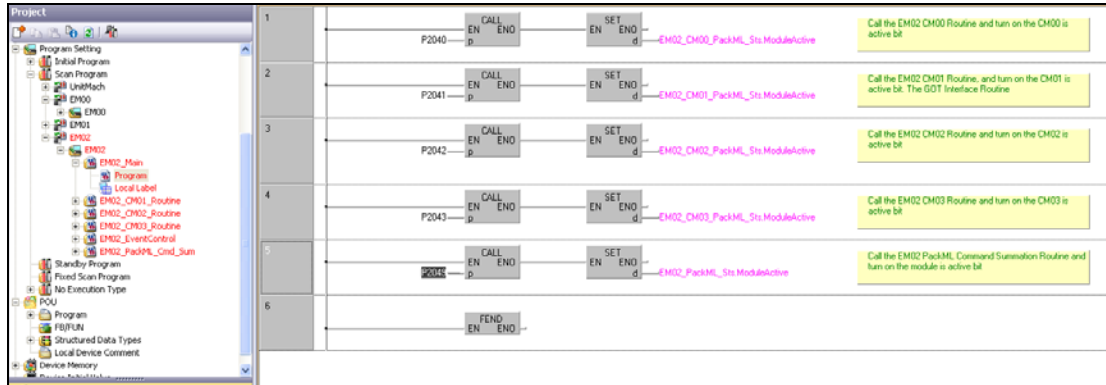 Project
Program Setting
Initial Program
Scan Program
UnitMach
EM00
EM00
EM01
EM02
EM02
EM02_Main
Program
Local Label
EM02_CM01_Routine
EM02_CM02_Routine
EM02_CM03_Routine
EM02_EventControl
EM02_PackML_Cmd_Sum
Standby Program
Fixed Scan Program
No Execution Type
POU
Program
FB/FUN
Structured Data Types
Local Device Comment
Device Memory
1
CALL SET
EN ENO EN ENO
P2040 p d EM02_CM00_PackML_Sts.ModuleActive
Call the EM02 CM00 Routine and turn on the CM00 is
active bit
2
CALL SET
EN ENO EN ENO
P2041 p d EM02_CM01_PackML_Sts.ModuleActive
Call the EM02 CM01 Routine, and turn on the CM01 is
active bit. The GOT Interface Routine
3
CALL SET
EN ENO EN ENO
P2042 p d EM02_CM02_PackML_Sts.ModuleActive
Call the EM02 CM02 Routine and turn on the CM02 is
active bit
4
CALL SET
EN ENO EN ENO
P2043 p d EM02_CM03_PackML_Sts.ModuleActive
Call the EM02 CM03 Routine and turn on the CM03 is
active bit
5
CALL SET
EN ENO EN ENO
P2049 p d EM02_PackML_Sts.ModuleActive
Call the EM02 PackML Command Summation Routine and
turn on the module is active bit
6
FEND
EN ENO